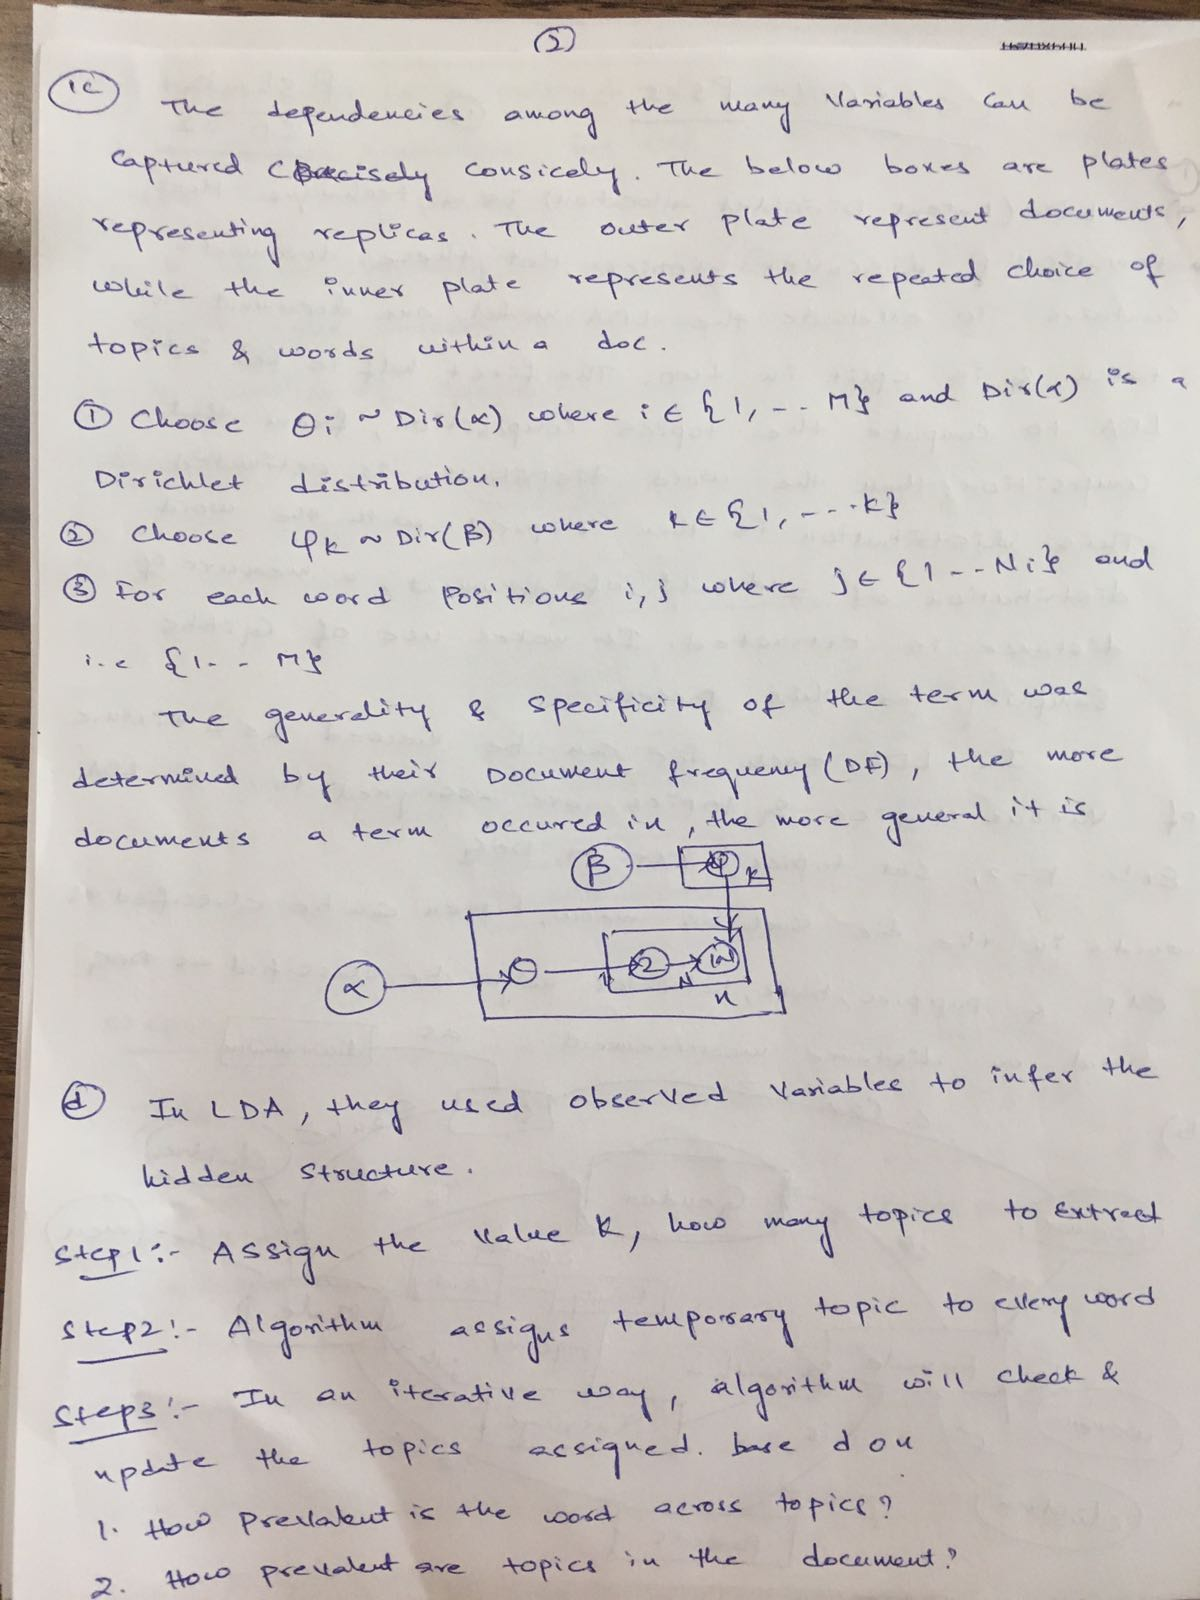 (2)
1c
The dependencies among the many Variables Can be
Captured consicely. The below boxes are plates
representing replicas. The outer plate represent documents,
while the inner plate represents the repeated choice of
topics & words within a doc.
① Choose θi ~ Dir(α) where i ∈ {1, -- M} and Dir(α) is a
Dirichlet distribution.
② Choose φk ~ Dir(β) where k ∈ {1, ---- k}
③ For each word Positions i, j where j ∈ {1 -- Ni} and
i.e {1- - M}
The generality & Specificity of the term was
determined by their Document frequency (DF), the more
documents a term occured in, the more general it is
β φ k
α θ z N W
d In LDA, they used observed Variables to infer the
hidden structure.
Step1:- Assign the Value K, how many topics to Extract
Step2:- Algorithm assigns temporary topic to every word
Step3:- In an iterative way, algorithm will check &
update the topics assigned. base d on
1. How Prevalent is the word across topics?
2. How prevalent are topics in the document?